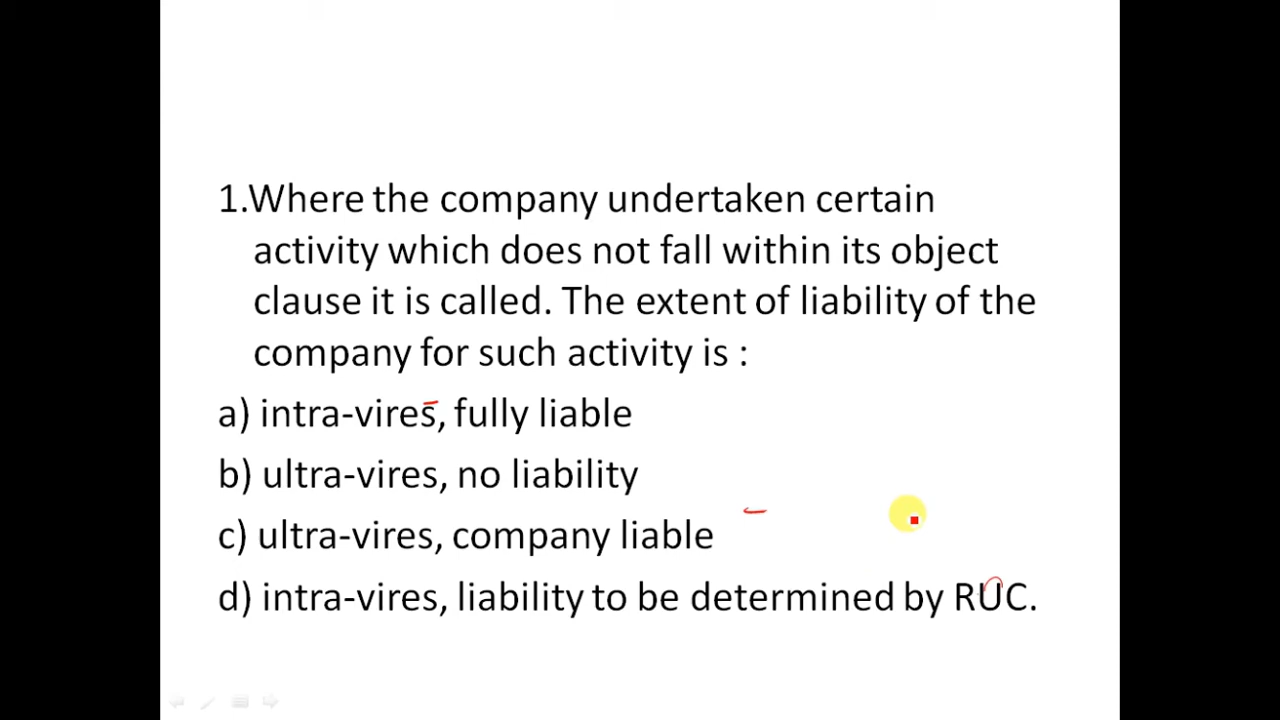 1.Where the company undertaken certain
activity which does not fall within its object
clause it is called. The extent of liability of the
company for such activity is :
a) intra-vires, fully liable
b) ultra-vires, no liability
c) ultra-vires, company liable
d) intra-vires, liability to be determined by RUC.